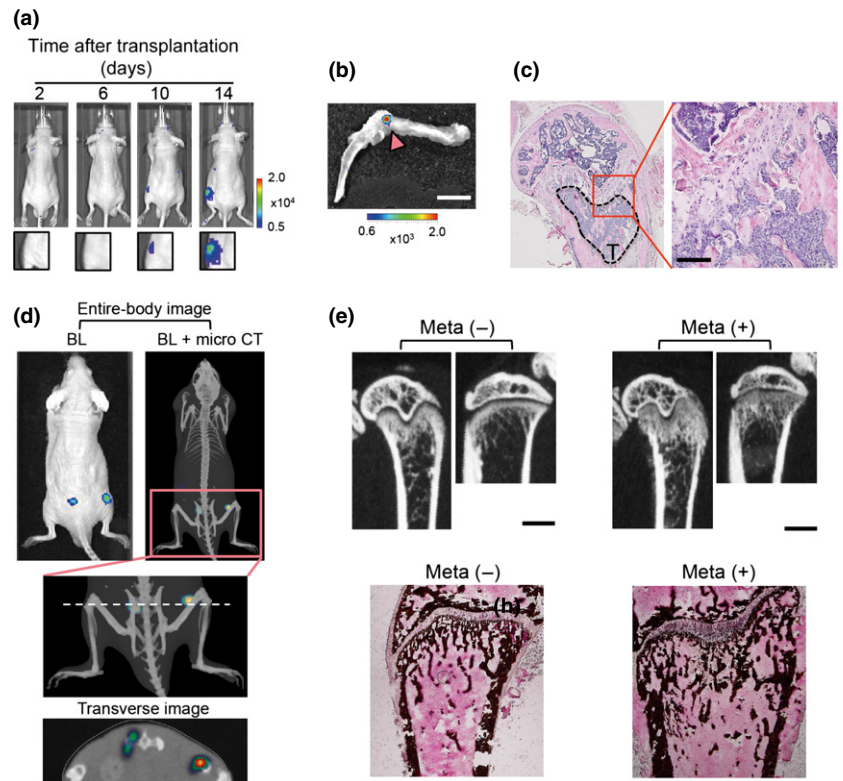 (a)
Time after transplantation
(days)
2 6 10 14
2.0
x10⁴
0.5
(b)
0.6 2.0
x10³
(c)
T
(d)
Entire-body image
BL BL + micro CT
Transverse image
(e)
Meta (–) Meta (+)
Meta (–) Meta (+)
(h)